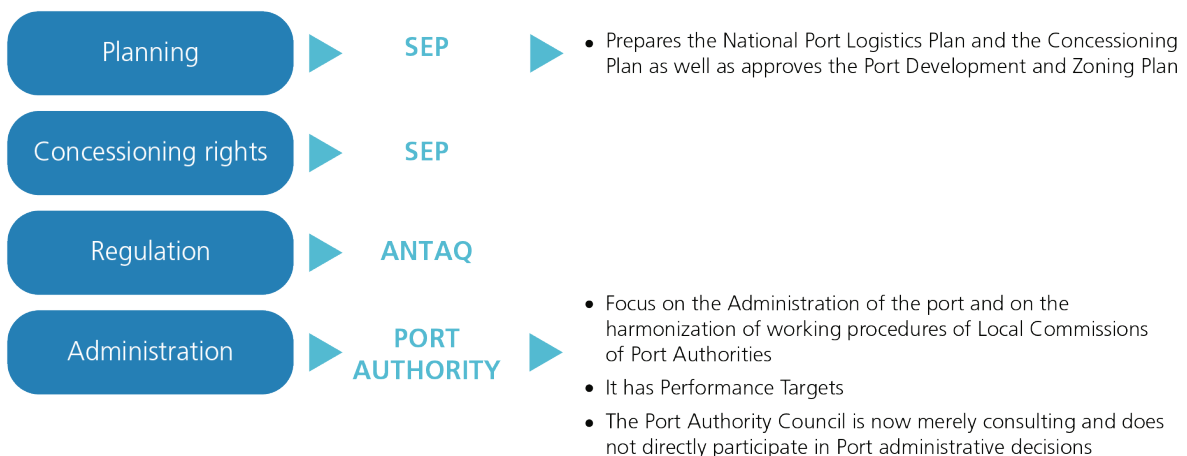 Planning
SEP
• Prepares the National Port Logistics Plan and the Concessioning
Plan as well as approves the Port Development and Zoning Plan
Concessioning rights
SEP
Regulation
ANTAQ
Administration
PORT
AUTHORITY
• Focus on the Administration of the port and on the
harmonization of working procedures of Local Commissions
of Port Authorities
• It has Performance Targets
• The Port Authority Council is now merely consulting and does
not directly participate in Port administrative decisions